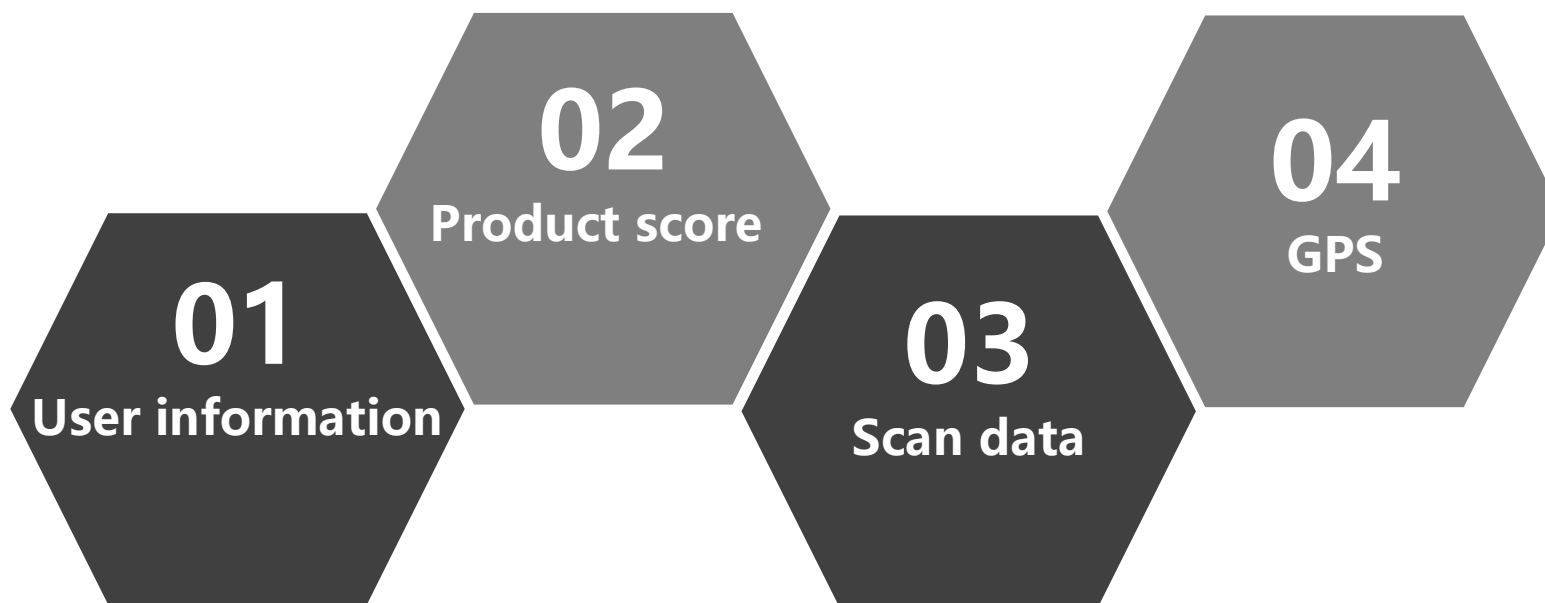 01
User information
02
Product score
03
Scan data
04
GPS